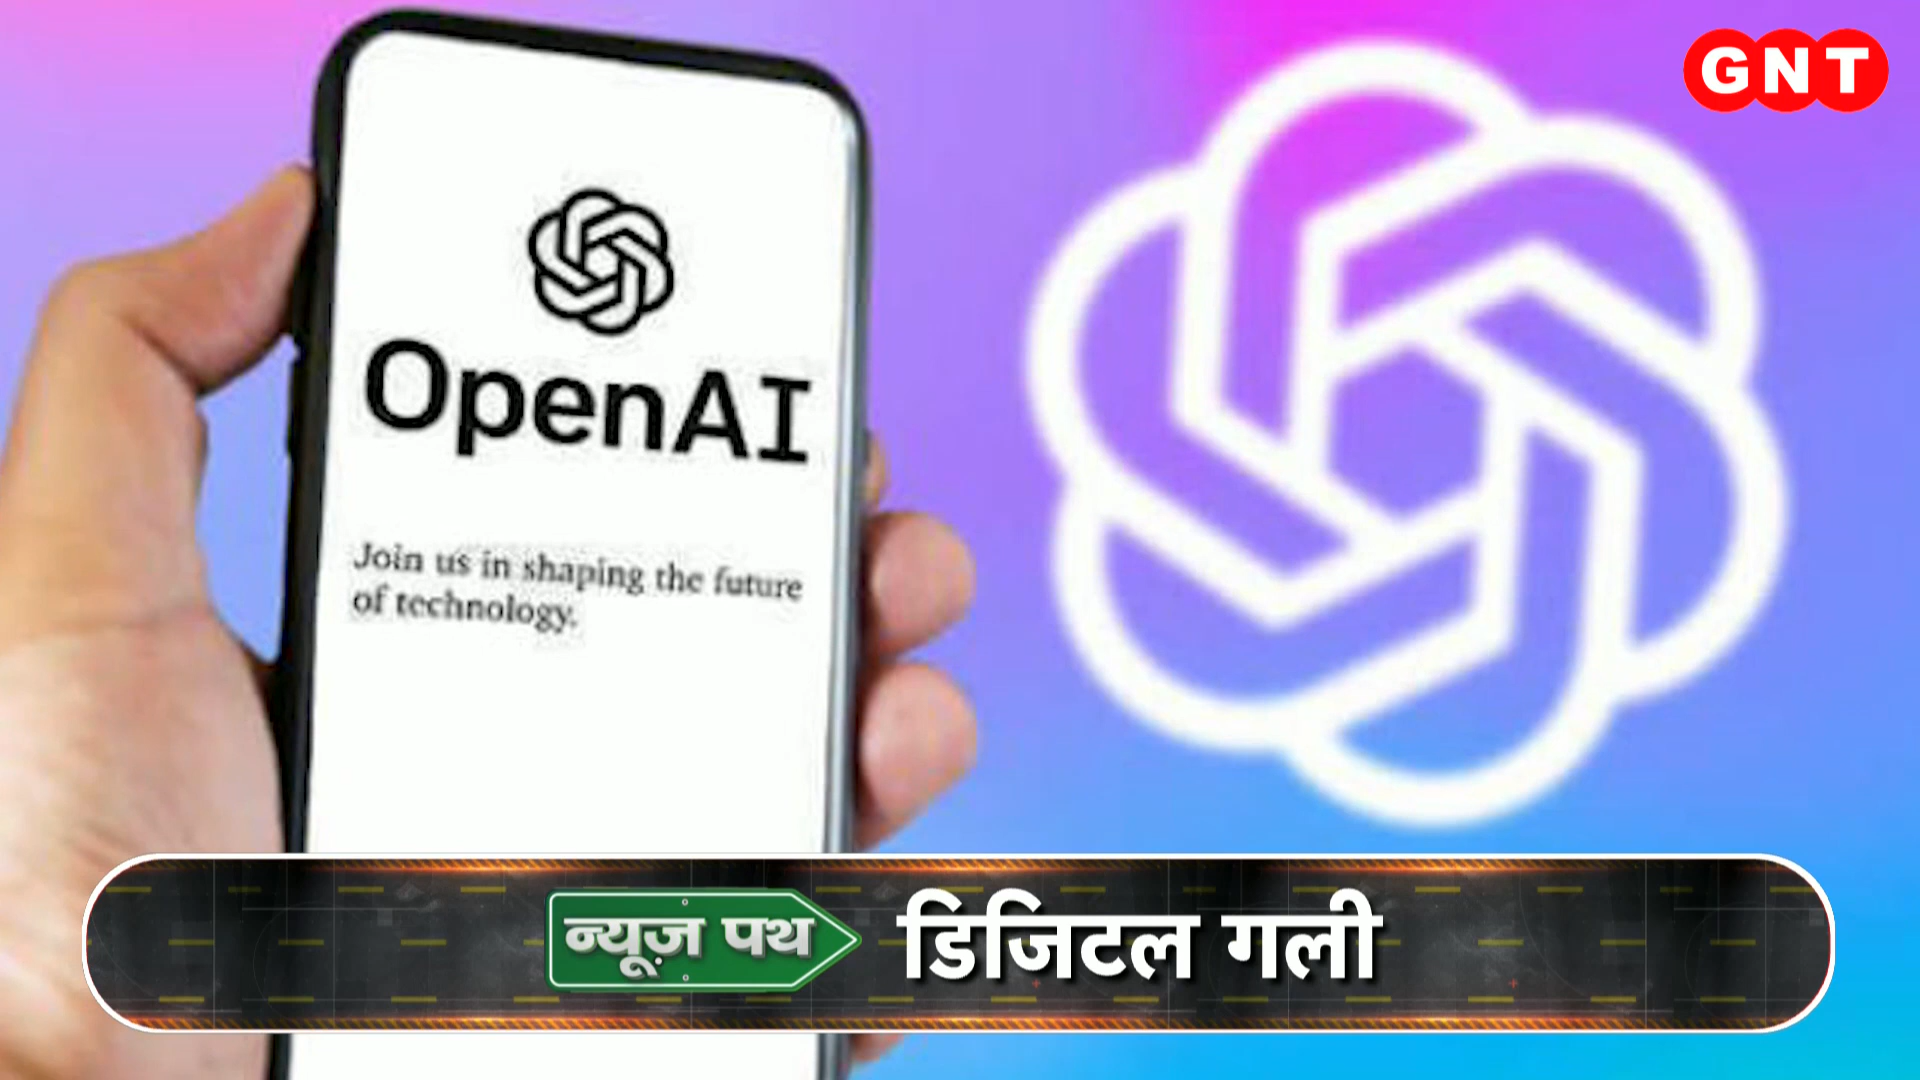 GNT
OpenAI
Join us in shaping the future
of technology.
न्यूज़ पथ
डिजिटल गली